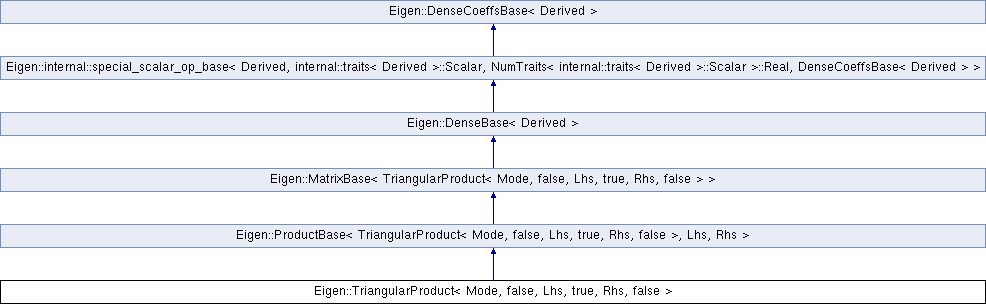 Eigen::DenseCoeffsBase< Derived >
Eigen::internal::special_scalar_op_base< Derived, internal::traits< Derived >::Scalar, NumTraits< internal::traits< Derived >::Scalar >::Real, DenseCoeffsBase< Derived > >
Eigen::DenseBase< Derived >
Eigen::MatrixBase< TriangularProduct< Mode, false, Lhs, true, Rhs, false > >
Eigen::ProductBase< TriangularProduct< Mode, false, Lhs, true, Rhs, false >, Lhs, Rhs >
Eigen::TriangularProduct< Mode, false, Lhs, true, Rhs, false >